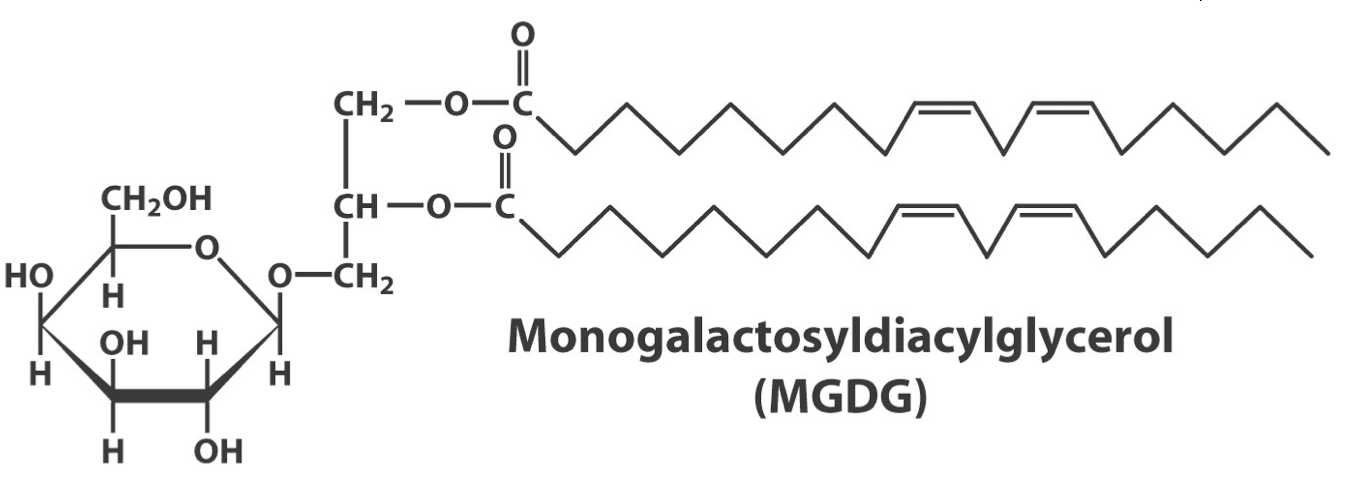 O
CH₂—O—C
O
CH₂OH
CH—O—C
O
HO
O—CH₂
H
OH
H
H
H
H
OH
Monogalactosyldiacylglycerol
(MGDG)